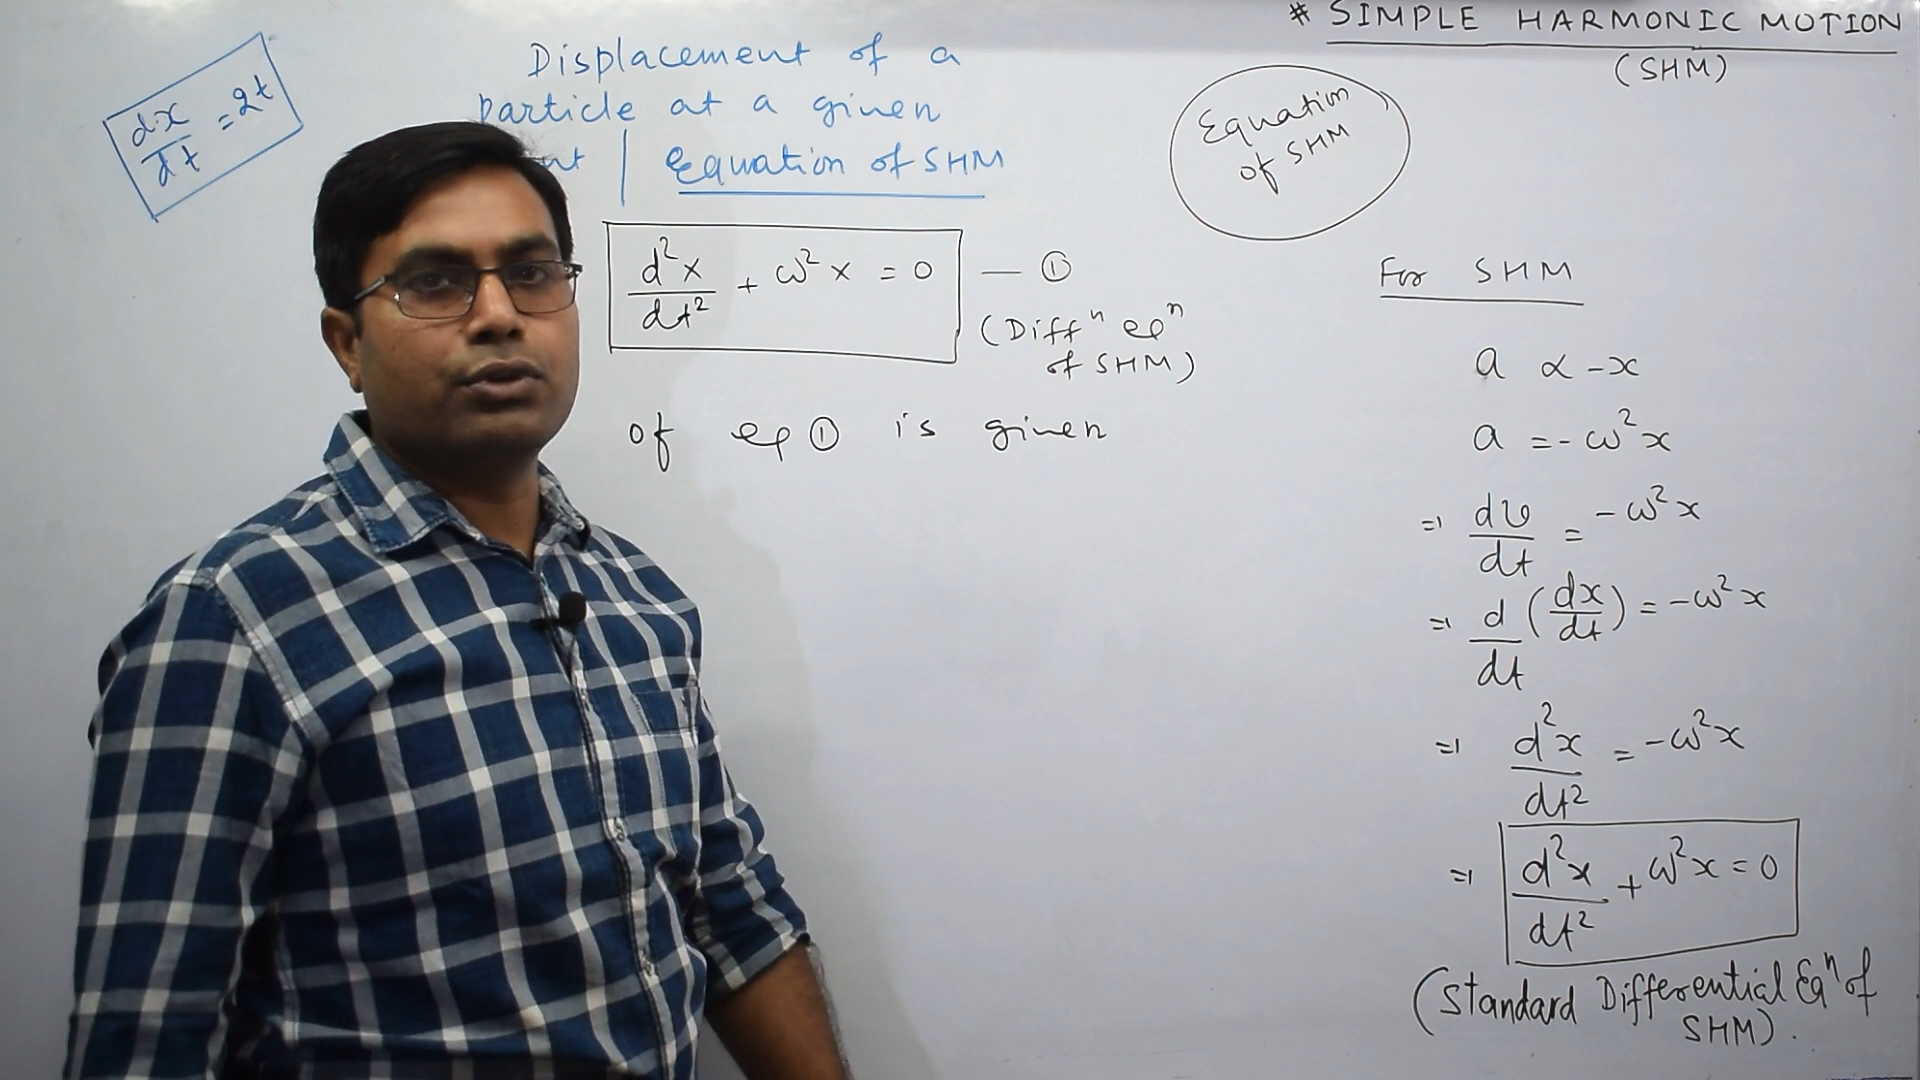 # SIMPLE HARMONIC MOTION
(SHM)
dx/dt = 2t
Displacement of a
particle at a given
nt | Equation of SHM
Equation
of SHM
d²x/dt² + ω²x = 0 — ①
(Diffⁿ eqⁿ
of SHM)
of eq ① is given
For SHM
a ∝ -x
a = -ω²x
⇒ dv/dt = -ω²x
⇒ d/dt (dx/dt) = -ω²x
⇒ d²x/dt² = -ω²x
⇒ d²x/dt² + ω²x = 0
(Standard Differential Eqⁿ of
SHM).